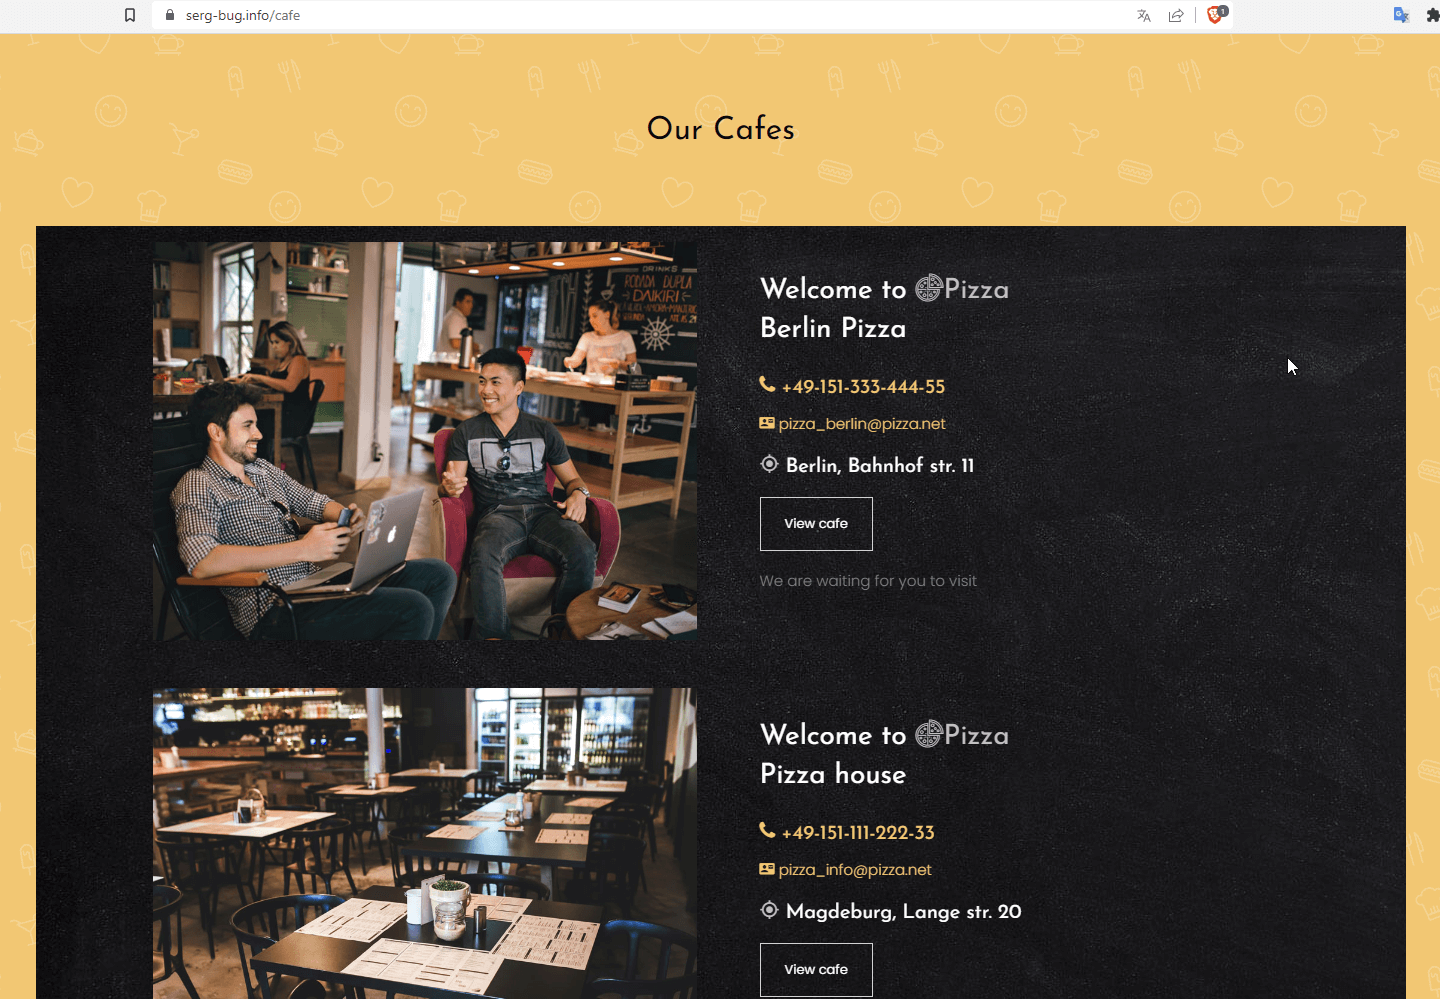 serg-bug.info/cafe
1
Our Cafes
DRINKS
DAIKIRI
Welcome to Pizza
Berlin Pizza
+49-151-333-444-55
pizza_berlin@pizza.net
Berlin, Bahnhof str. 11
View cafe
We are waiting for you to visit
Welcome to Pizza
Pizza house
+49-151-111-222-33
pizza_info@pizza.net
Magdeburg, Lange str. 20
View cafe